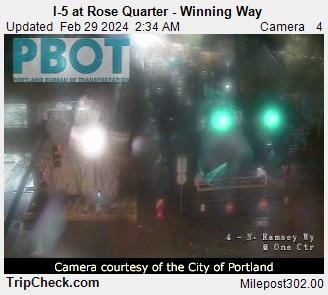 I-5 at Rose Quarter - Winning Way
Updated Feb 29 2024 2:34 AM Camera 4
PBOT
PORTLAND BUREAU OF TRANSPORTATION
4 - N. Ramsey Wy
@ One Ctr
Camera courtesy of the City of Portland
TripCheck.com Milepost302.00